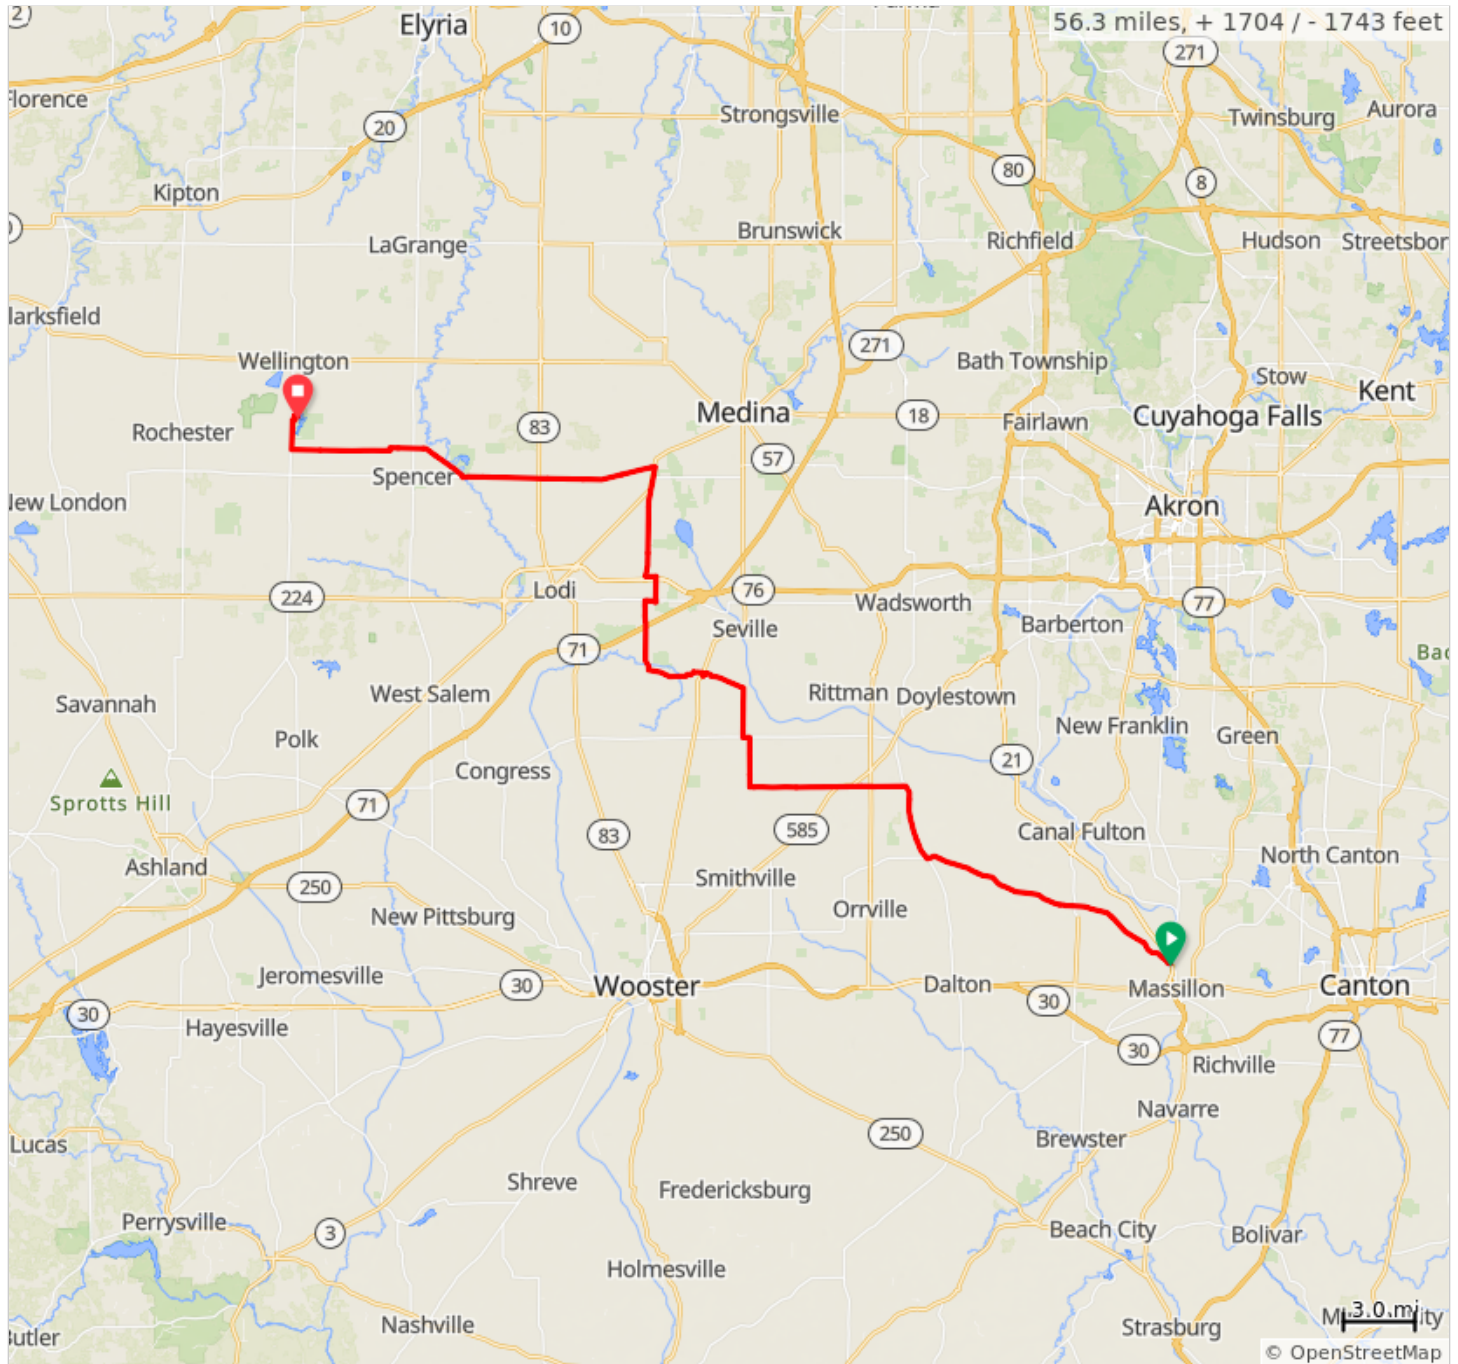 2
Elyria
10
56.3 miles, + 1704 / - 1743 feet
271
Florence
20
Strongsville
Twinsburg
Aurora
80
8
Kipton
LaGrange
Brunswick
Richfield
Hudson
Streetsbor
larksfield
Wellington
271
Bath Township
Stow
Kent
Rochester
83
Medina
18
Fairlawn
Cuyahoga Falls
Spencer
57
New London
Akron
224
Lodi
76
Wadsworth
77
Seville
Barberton
71
Bac
Savannah
West Salem
Rittman
Doylestown
Polk
New Franklin
Green
Congress
21
Sprotts Hill
71
83
585
Canal Fulton
Ashland
250
Smithville
North Canton
New Pittsburg
Orrville
Jeromesville
30
Wooster
Dalton
30
Massillon
Canton
30
Hayesville
30
77
Richville
Navarre
Lucas
250
Brewster
Shreve
Fredericksburg
Perrysville
3
Beach City
Bolivar
Holmesville
Butler
Nashville
Strasburg
3.0 mi
© OpenStreetMap